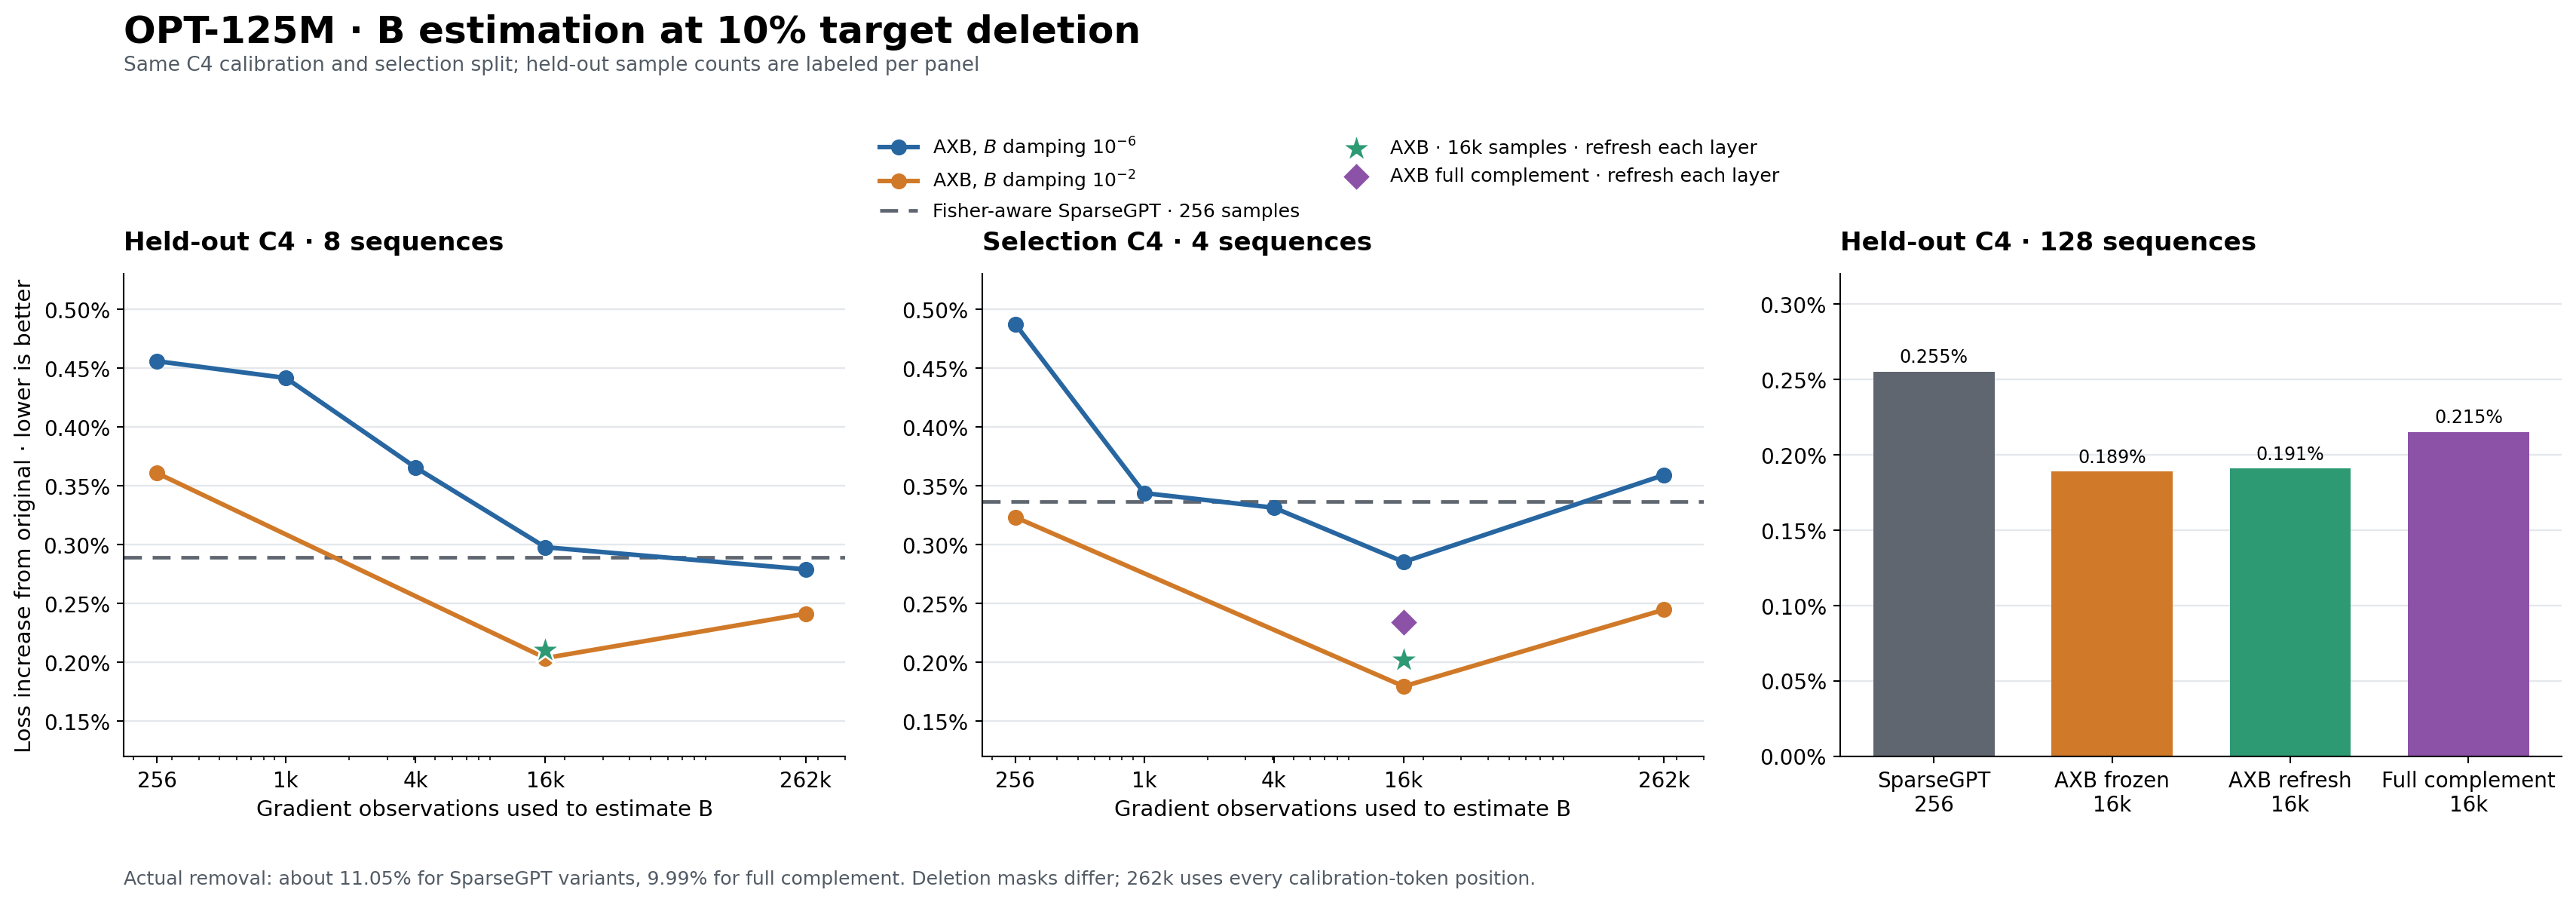 OPT-125M · B estimation at 10% target deletion
Same C4 calibration and selection split; held-out sample counts are labeled per panel
AXB, B damping 10⁻⁶
AXB, B damping 10⁻²
Fisher-aware SparseGPT · 256 samples
AXB · 16k samples · refresh each layer
AXB full complement · refresh each layer
Held-out C4 · 8 sequences
Loss increase from original · lower is better
0.50%
0.45%
0.40%
0.35%
0.30%
0.25%
0.20%
0.15%
256 1k 4k 16k 262k
Gradient observations used to estimate B
Selection C4 · 4 sequences
0.50%
0.45%
0.40%
0.35%
0.30%
0.25%
0.20%
0.15%
256 1k 4k 16k 262k
Gradient observations used to estimate B
Held-out C4 · 128 sequences
0.30%
0.25%
0.20%
0.15%
0.10%
0.05%
0.00%
0.255%
0.189%
0.191%
0.215%
SparseGPT
256
AXB frozen
16k
AXB refresh
16k
Full complement
16k
Actual removal: about 11.05% for SparseGPT variants, 9.99% for full complement. Deletion masks differ; 262k uses every calibration-token position.